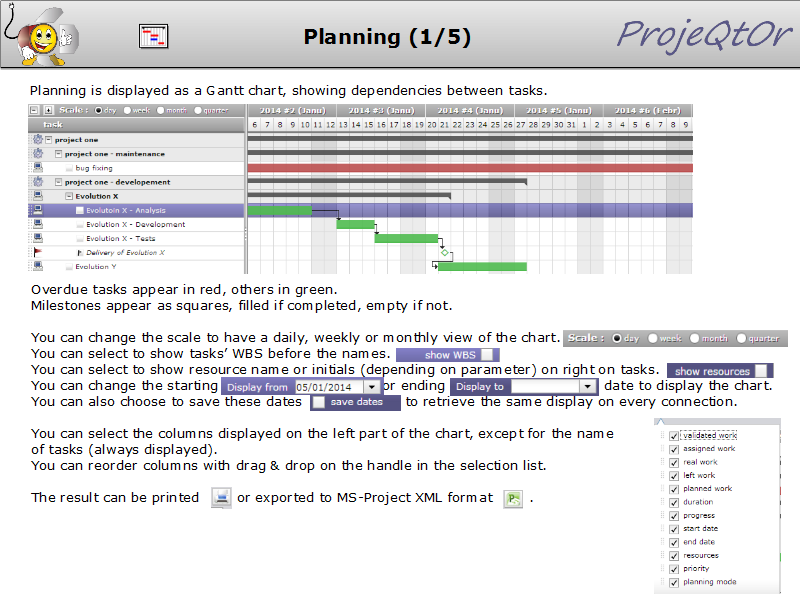 Planning (1/5)
ProjeQtOr
Planning is displayed as a Gantt chart, showing dependencies between tasks.
Scale : day week month quarter
2014 #2 (Janu) 2014 #3 (Janu) 2014 #4 (Janu) 2014 #5 (Janu) 2014 #6 (Febr)
task
6 7 8 9 10 11 12 13 14 15 16 17 18 19 20 21 22 23 24 25 26 27 28 29 30 31 1 2 3 4 5 6 7 8 9
project one
project one - maintenance
bug fixing
project one - developement
Evolution X
Evolutoin X - Analysis
Evolution X - Development
Evolution X - Tests
Delivery of Evolution X
Evolution Y
Overdue tasks appear in red, others in green.
Milestones appear as squares, filled if completed, empty if not.
You can change the scale to have a daily, weekly or monthly view of the chart. Scale : day week month quarter
You can select to show tasks’ WBS before the names. show WBS
You can select to show resource name or initials (depending on parameter) on right on tasks. show resources
You can change the starting Display from 05/01/2014 or ending Display to date to display the chart.
You can also choose to save these dates save dates to retrieve the same display on every connection.
You can select the columns displayed on the left part of the chart, except for the name
of tasks (always displayed).
You can reorder columns with drag & drop on the handle in the selection list.
The result can be printed or exported to MS-Project XML format .
validated work
assigned work
real work
left work
planned work
duration
progress
start date
end date
resources
priority
planning mode